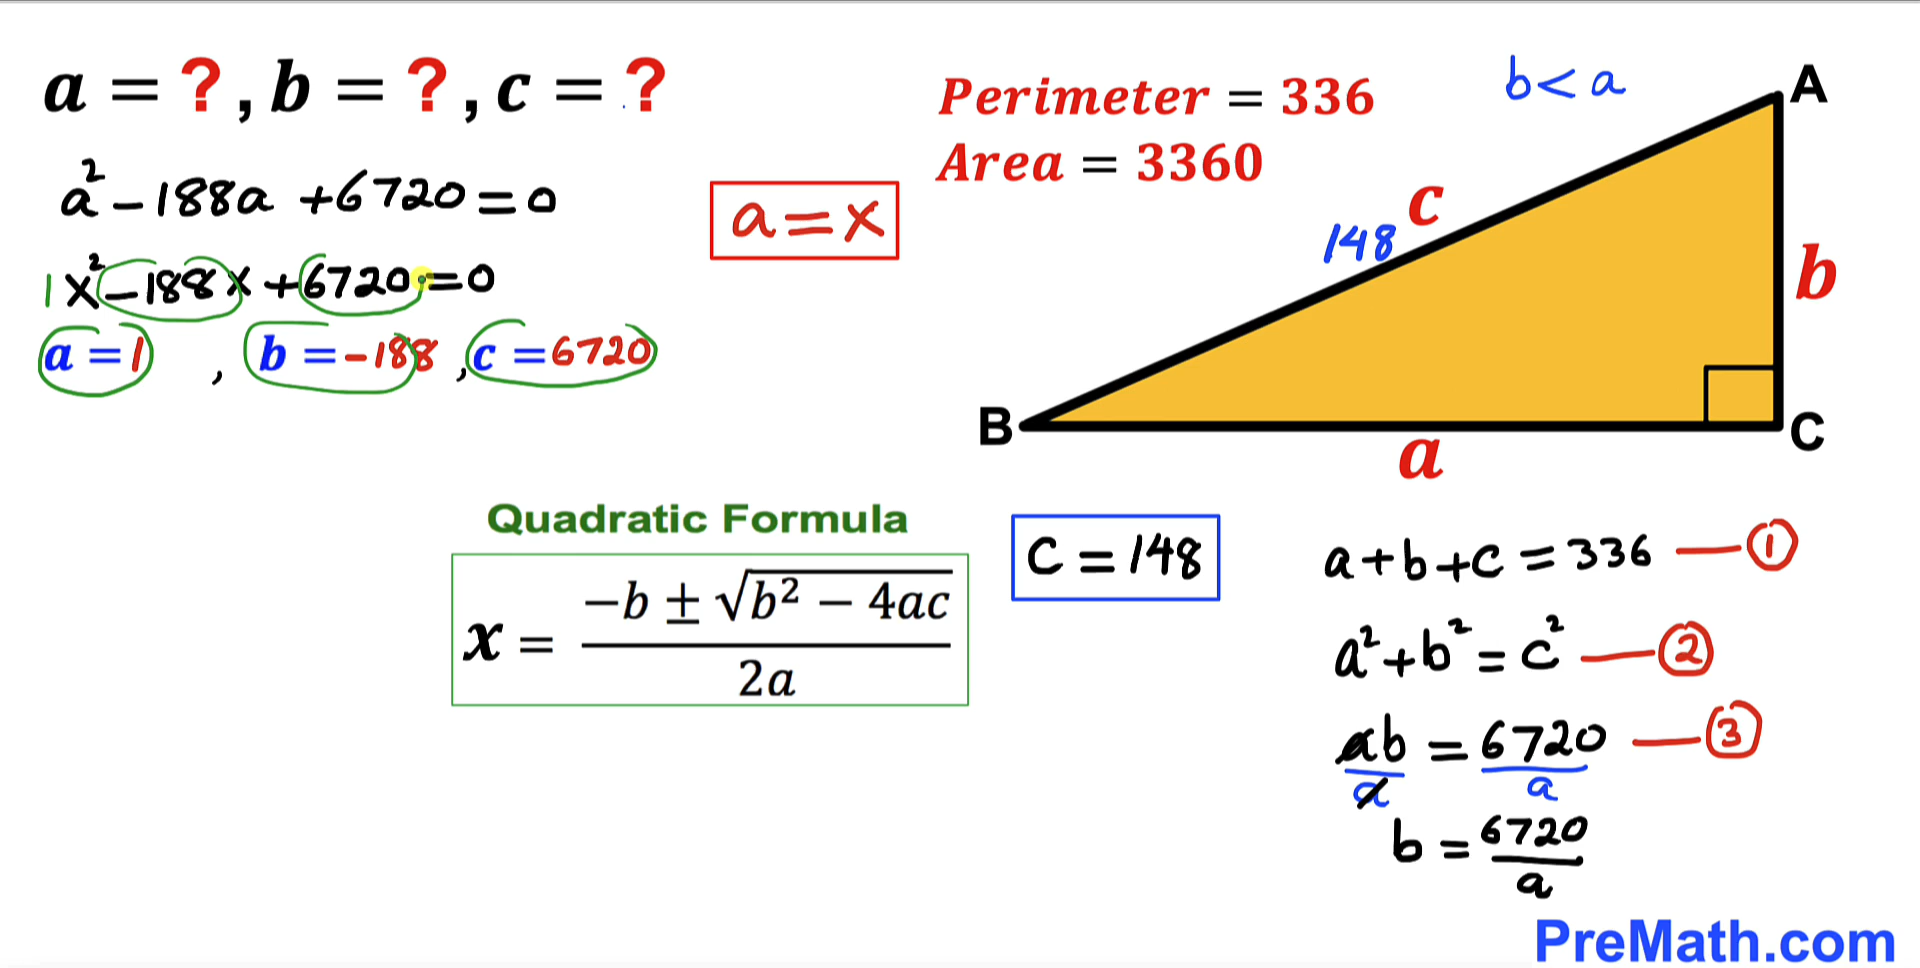 a = ?, b = ?, c = ?
a² - 188a + 6720 = 0
1x² - 188x + 6720 = 0
a = 1, b = -188, c = 6720
a = x
Perimeter = 336
Area = 3360
b < a
A
c
148
b
B
a
C
Quadratic Formula
x = (-b ± √(b² - 4ac)) / 2a
C = 148
a + b + c = 336 — ①
a² + b² = c² — ②
ab / a = 6720 / a — ③
b = 6720 / a
PreMath.com